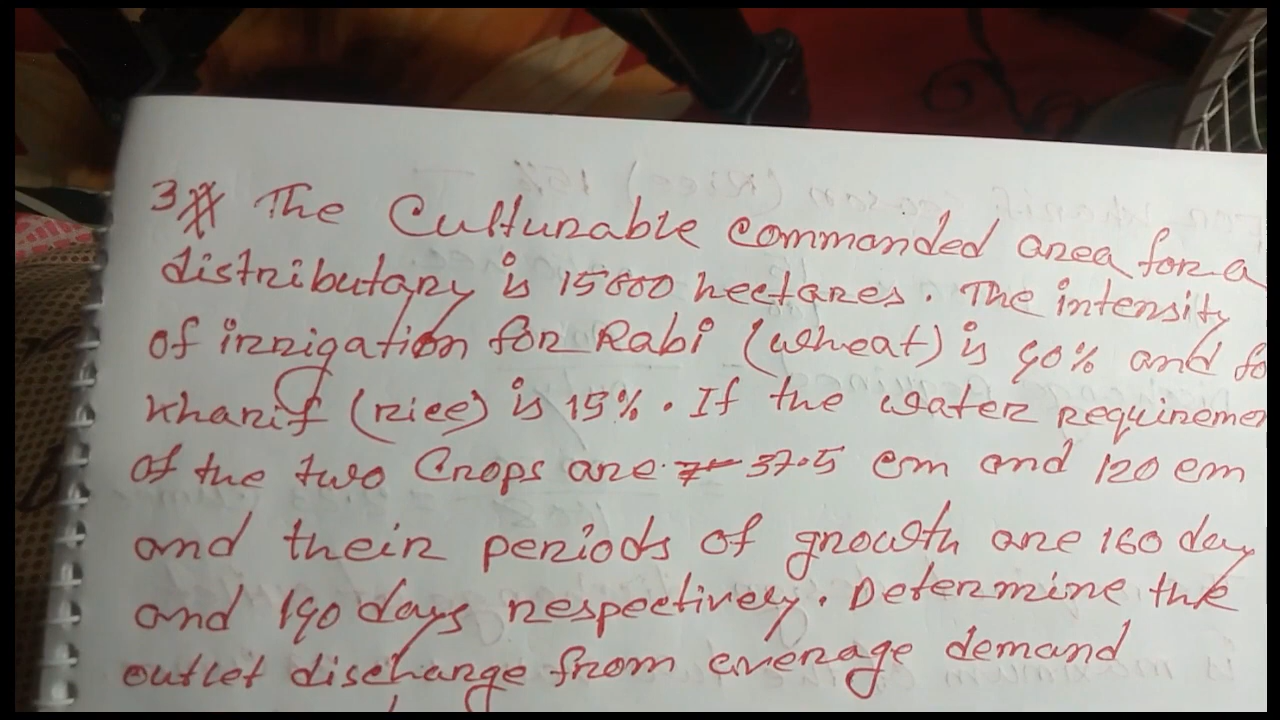 3# The Culturable commanded area for a
distributary is 15000 hectares. The intensity
of irrigation for Rabi (wheat) is 40% and fo
kharif (rice) is 15%. If the water requiremen
of the two Crops are 37.5 cm and 120 cm
and their periods of growth are 160 day
and 140 days respectively. Determine the
outlet discharge from average demand